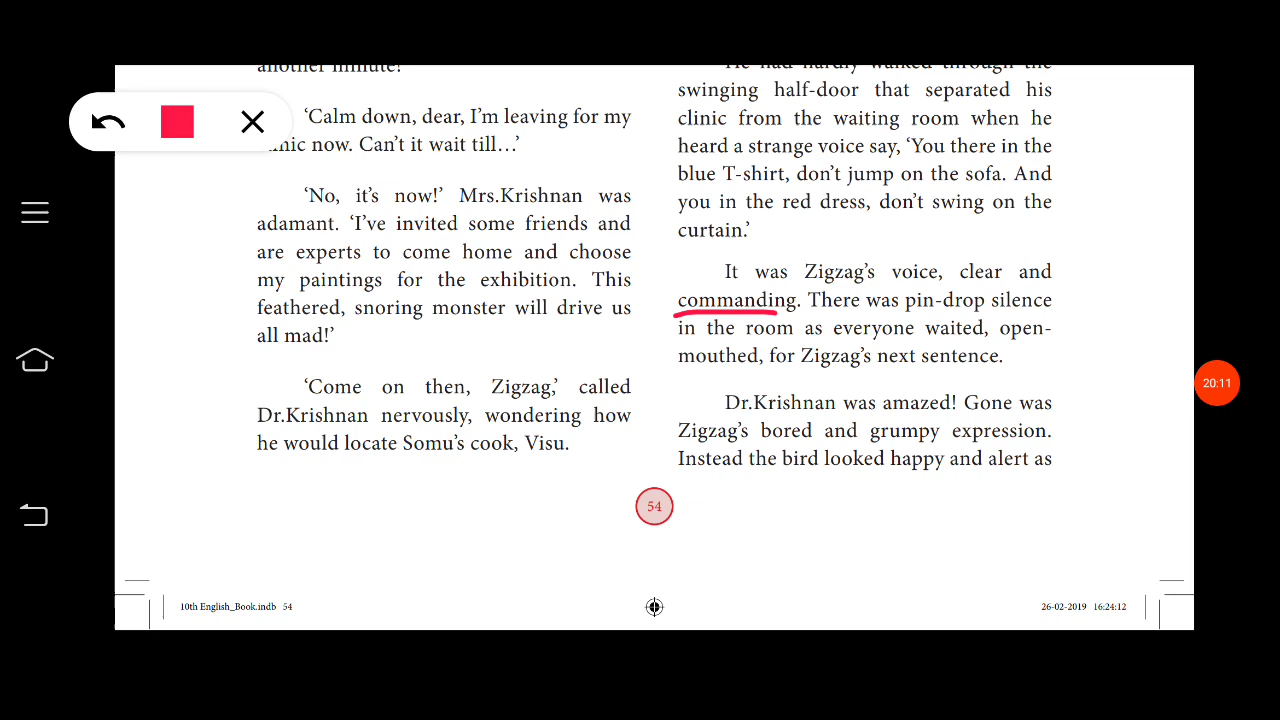 another minute!
‘Calm down, dear, I’m leaving for my
now. Can’t it wait till…’
‘No, it’s now!’ Mrs.Krishnan was
adamant. ‘I’ve invited some friends and
are experts to come home and choose
my paintings for the exhibition. This
feathered, snoring monster will drive us
all mad!’
‘Come on then, Zigzag,’ called
Dr.Krishnan nervously, wondering how
he would locate Somu’s cook, Visu.
He had hardly walked through the
swinging half-door that separated his
clinic from the waiting room when he
heard a strange voice say, ‘You there in the
blue T-shirt, don’t jump on the sofa. And
you in the red dress, don’t swing on the
curtain.’
It was Zigzag’s voice, clear and
commanding. There was pin-drop silence
in the room as everyone waited, open-
mouthed, for Zigzag’s next sentence.
Dr.Krishnan was amazed! Gone was
Zigzag’s bored and grumpy expression.
Instead the bird looked happy and alert as
54
10th English_Book.indb 54
26-02-2019 16:24:12
20:11